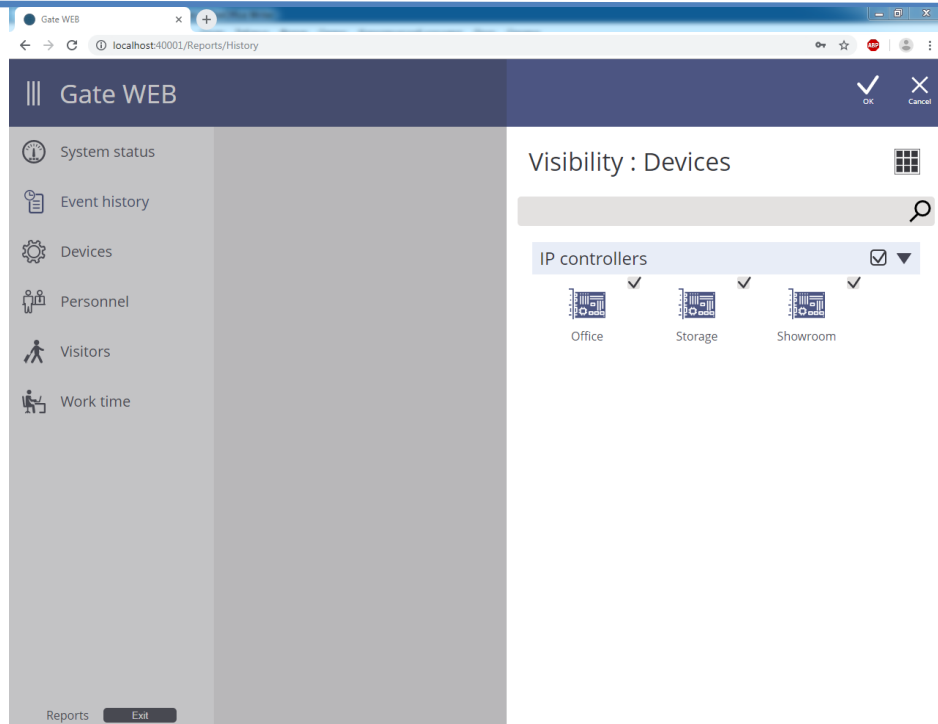 Gate WEB
localhost:40001/Reports/History
ABP
Gate WEB
OK
Cancel
System status
Event history
Devices
Personnel
Visitors
Work time
Reports
Exit
Visibility : Devices
IP controllers
Office
Storage
Showroom